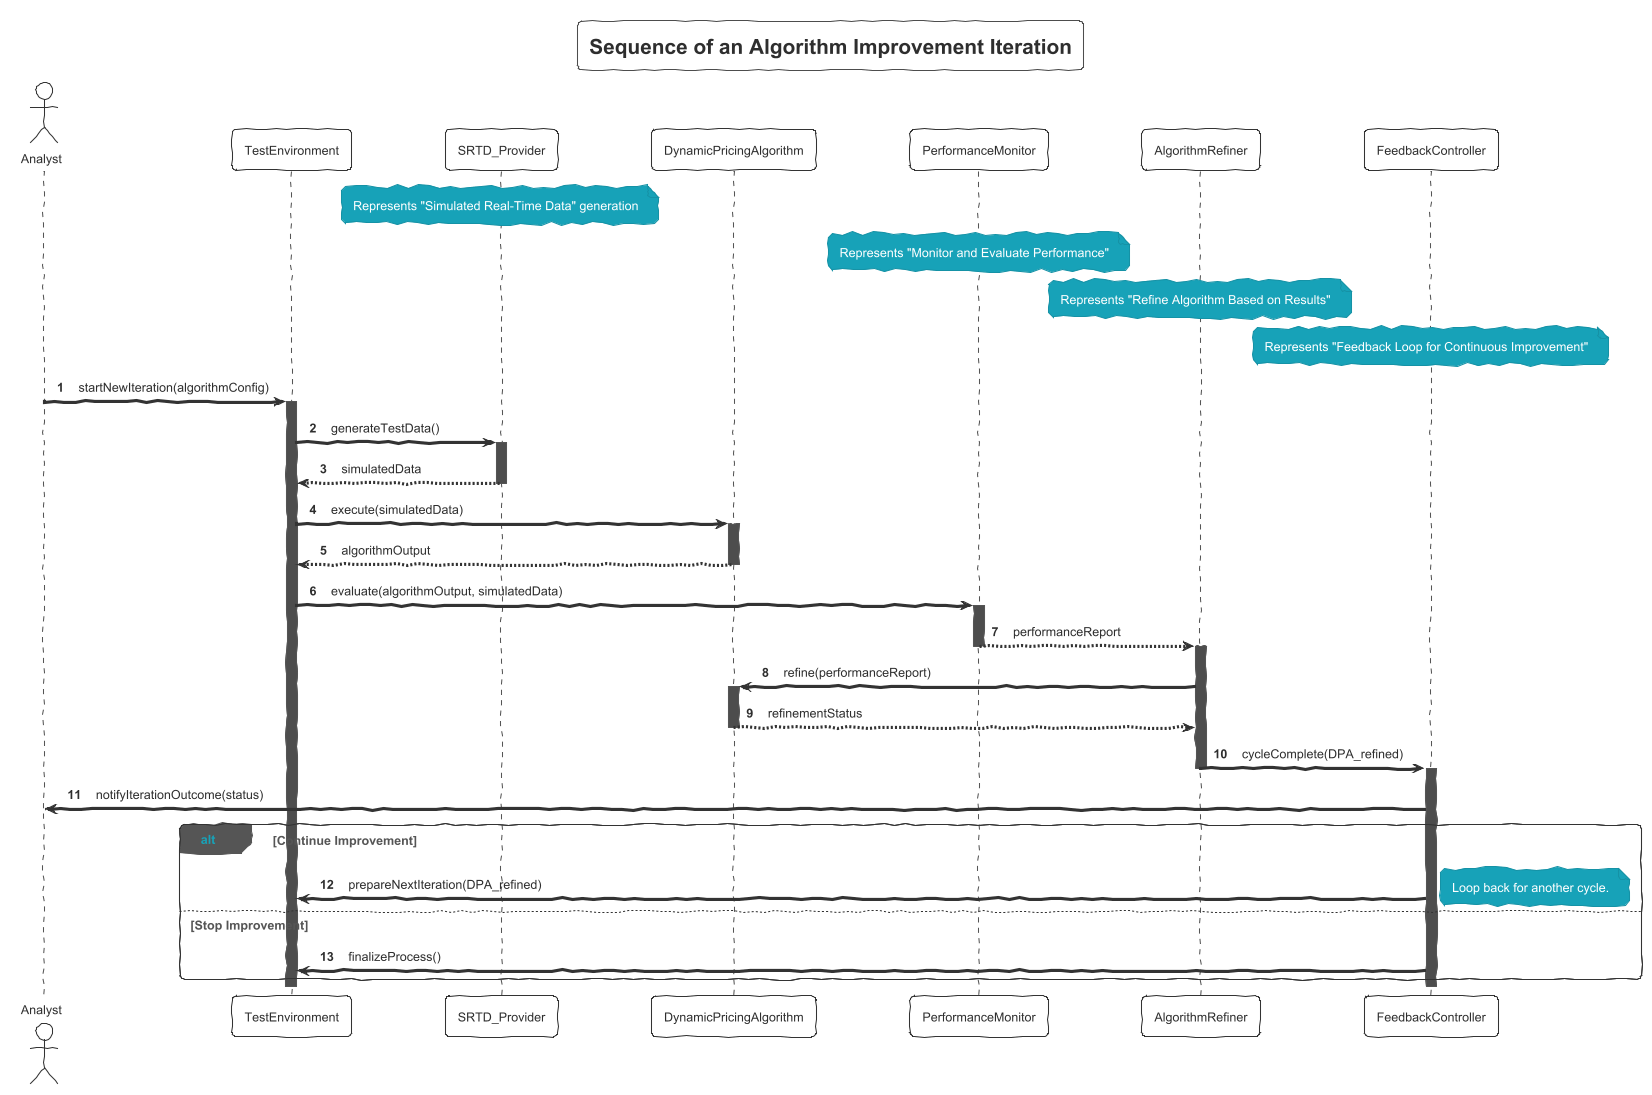 Sequence of an Algorithm Improvement Iteration
Analyst
TestEnvironment
SRTD_Provider
DynamicPricingAlgorithm
PerformanceMonitor
AlgorithmRefiner
FeedbackController
Represents "Simulated Real-Time Data" generation
Represents "Monitor and Evaluate Performance"
Represents "Refine Algorithm Based on Results"
Represents "Feedback Loop for Continuous Improvement"
1 startNewIteration(algorithmConfig)
2 generateTestData()
3 simulatedData
4 execute(simulatedData)
5 algorithmOutput
6 evaluate(algorithmOutput, simulatedData)
7 performanceReport
8 refine(performanceReport)
9 refinementStatus
10 cycleComplete(DPA_refined)
11 notifyIterationOutcome(status)
alt [Continue Improvement]
12 prepareNextIteration(DPA_refined)
Loop back for another cycle.
[Stop Improvement]
13 finalizeProcess()
Analyst
TestEnvironment
SRTD_Provider
DynamicPricingAlgorithm
PerformanceMonitor
AlgorithmRefiner
FeedbackController